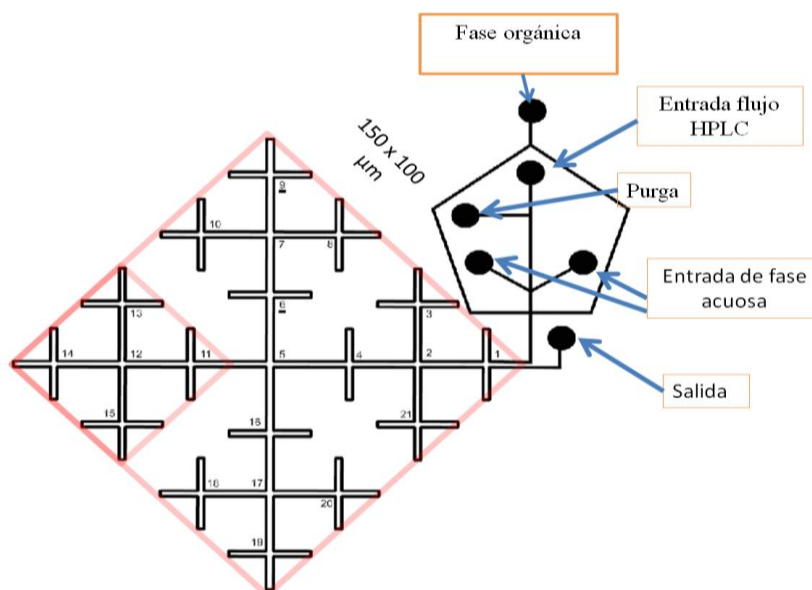 Fase orgánica
Entrada flujo
HPLC
150 x 100
μm
Purga
Entrada de fase
acuosa
Salida
9
10
7
8
6
13
3
14
12
11
5
4
2
1
15
16
21
18
17
20
19